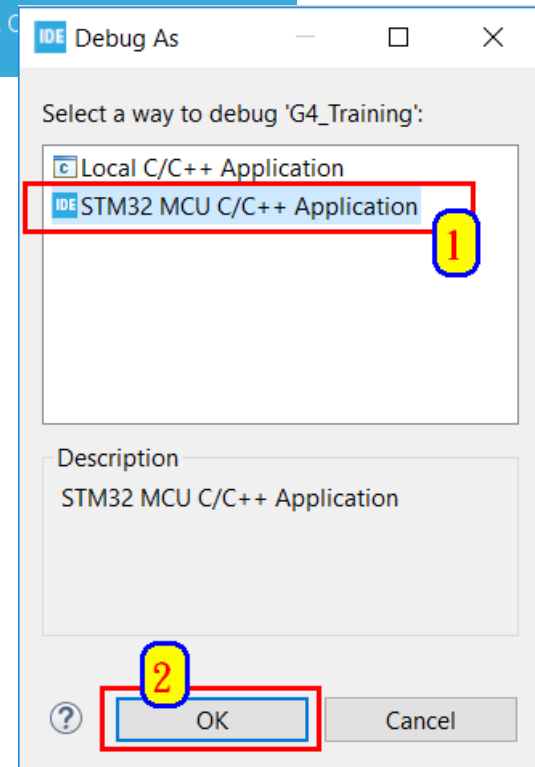 C
IDE Debug As
Select a way to debug 'G4_Training':
c Local C/C++ Application
IDE STM32 MCU C/C++ Application
1
Description
STM32 MCU C/C++ Application
2
? OK Cancel